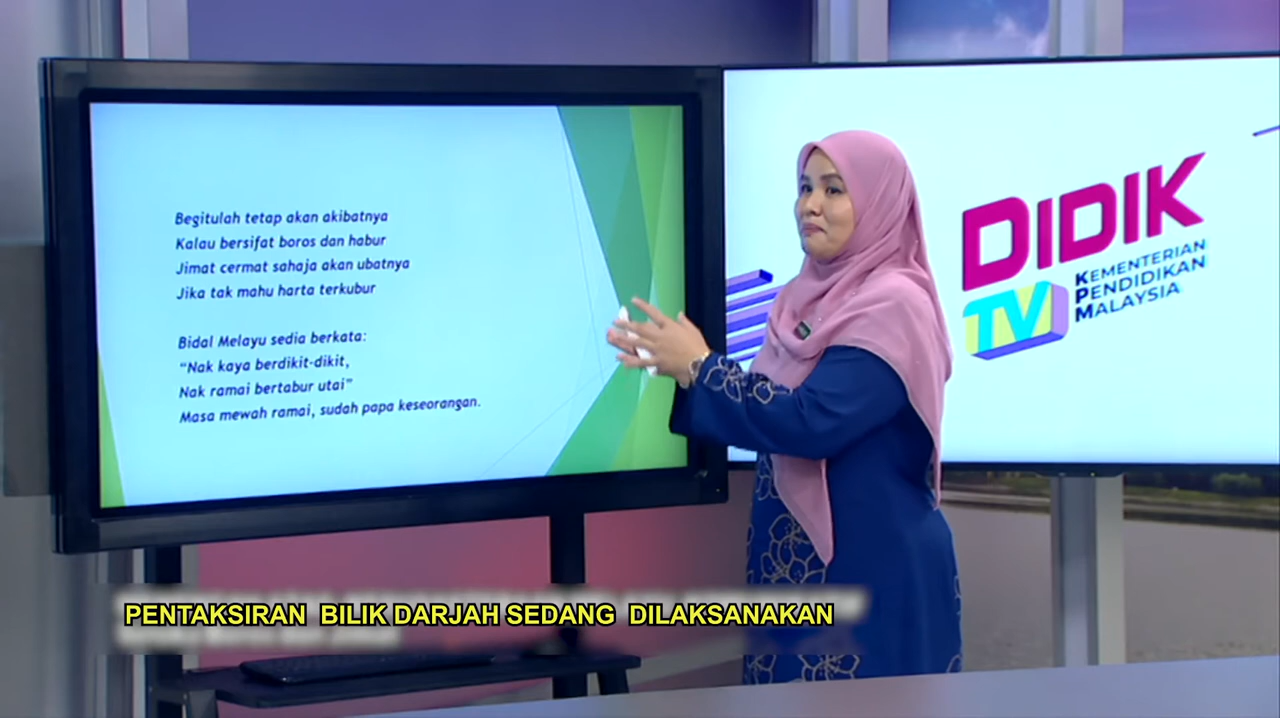 Begitulah tetap akan akibatnya
Kalau bersifat boros dan habur
Jimat cermat sahaja akan ubatnya
Jika tak mahu harta terkubur
Bidal Melayu sedia berkata:
“Nak kaya berdikit-dikit,
Nak ramai bertabur utai”
Masa mewah ramai, sudah papa keseorangan.
DIDIK
TV
KEMENTERIAN
PENDIDIKAN
MALAYSIA
PENTAKSIRAN BILIK DARJAH SEDANG DILAKSANAKAN